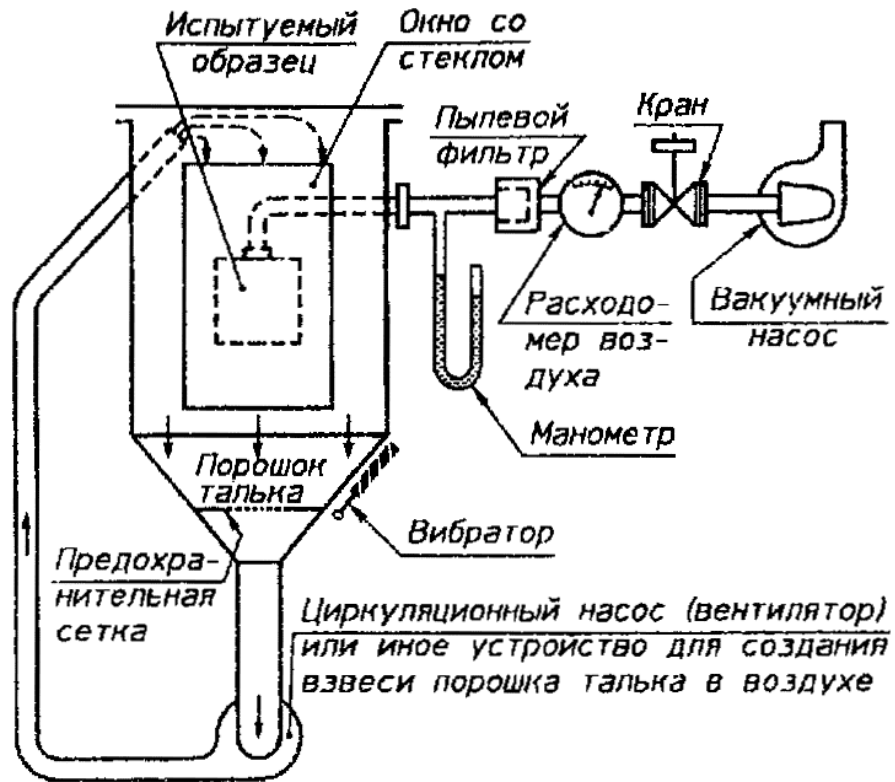 Испытуемый
образец
Окно со
стеклом
Пылевой
фильтр
Кран
Расходо-
мер воз-
духа
Вакуумный
насос
Манометр
Порошок
талька
Вибратор
Предохра-
нительная
сетка
Циркуляционный насос (вентилятор)
или иное устройство для создания
взвеси порошка талька в воздухе